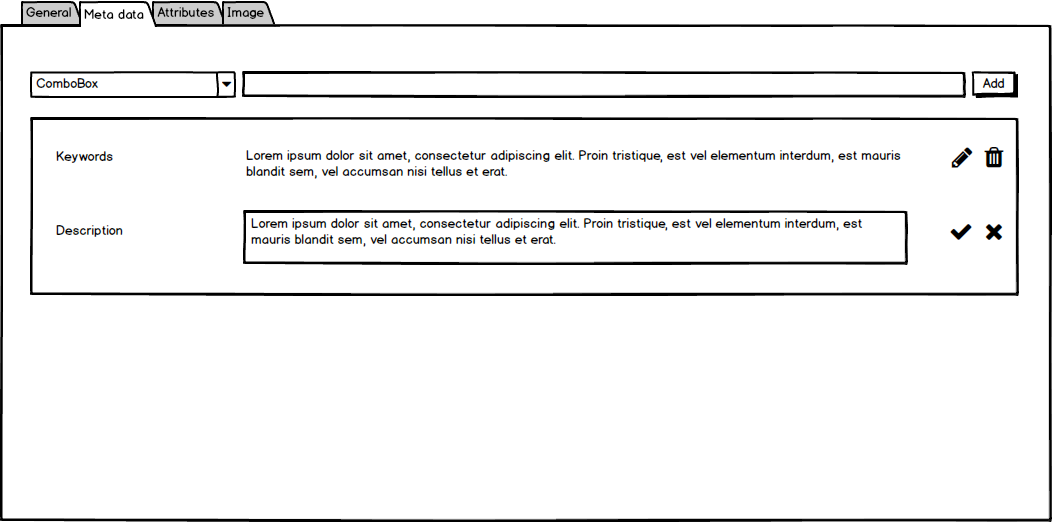 General Meta data Attributes Image
ComboBox Add
Keywords Lorem ipsum dolor sit amet, consectetur adipiscing elit. Proin tristique, est vel elementum interdum, est mauris
blandit sem, vel accumsan nisi tellus et erat.
Description Lorem ipsum dolor sit amet, consectetur adipiscing elit. Proin tristique, est vel elementum interdum, est
mauris blandit sem, vel accumsan nisi tellus et erat.